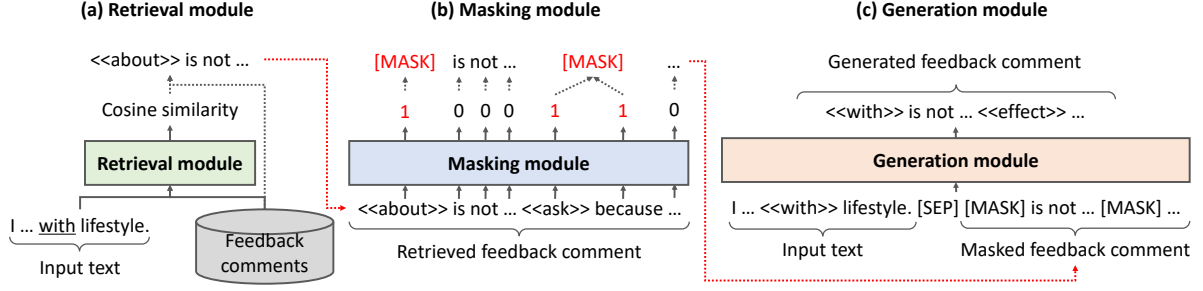 (a) Retrieval module
<<about>> is not ...
Cosine similarity
Retrieval module
I ... with lifestyle.
Input text
Feedback
comments
(b) Masking module
[MASK] is not ... [MASK] ...
1 0 0 0 1 1 0
Masking module
<<about>> is not ... <<ask>> because ...
Retrieved feedback comment
(c) Generation module
Generated feedback comment
<<with>> is not ... <<effect>> ...
Generation module
I ... <<with>> lifestyle. [SEP] [MASK] is not ... [MASK] ...
Input text
Masked feedback comment